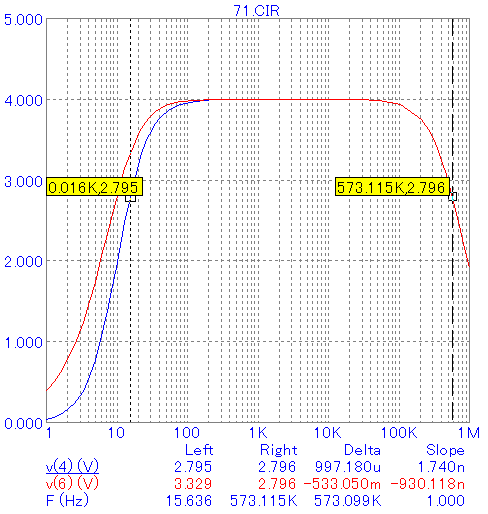 71.CIR
5.000
4.000
3.000
2.000
1.000
0.000
0.016K,2.795
573.115K,2.796
1 10 100 1K 10K 100K 1M
Left Right Delta Slope
v(4) (V) 2.795 2.796 997.180u 1.740n
v(6) (V) 3.329 2.796 -533.050m -930.118n
F (Hz) 15.636 573.115K 573.099K 1.000